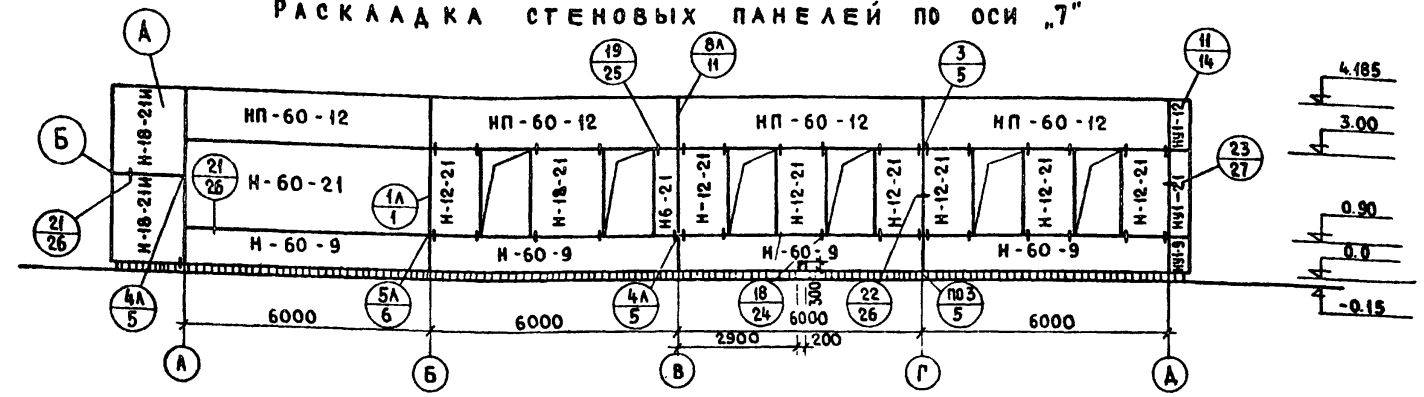 РАСКЛАДКА СТЕНОВЫХ ПАНЕЛЕЙ ПО ОСИ „7"
А
19
25
8Л
11
3
5
11
14
4.185
Б
Н-18-21И
НП-60-12
НП-60-12
НП-60-12
НП-60-12
НУ1-12
3.00
21
26
Н-60-21
1Л
1
Н-12-21
Н-18-21
Н6-21
Н-12-21
Н-12-21
Н-12-21
Н-12-21
Н-12-21
Н-12-21
НУ1-21
23
27
21
26
Н-18-21И
Н-60-9
Н-60-9
Н-60-9
Н-60-9
НУ1-9
0.90
0.0
-0.15
4Л
5
5Л
6
4Л
5
18
24
300
22
26
ПО3
5
6000
6000
6000
6000
2900
200
А
Б
В
Г
Д